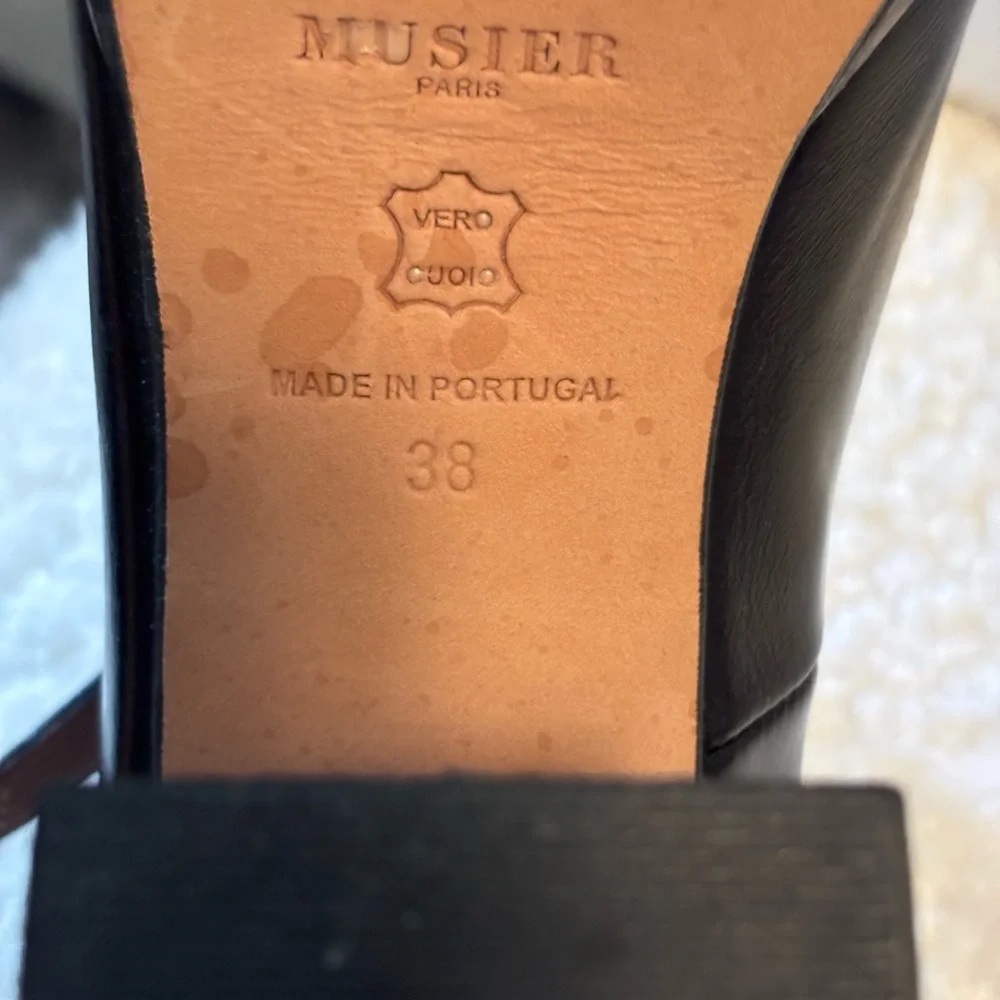 MUSIER
PARIS
VERO
CUOIO
MADE IN PORTUGAL
38